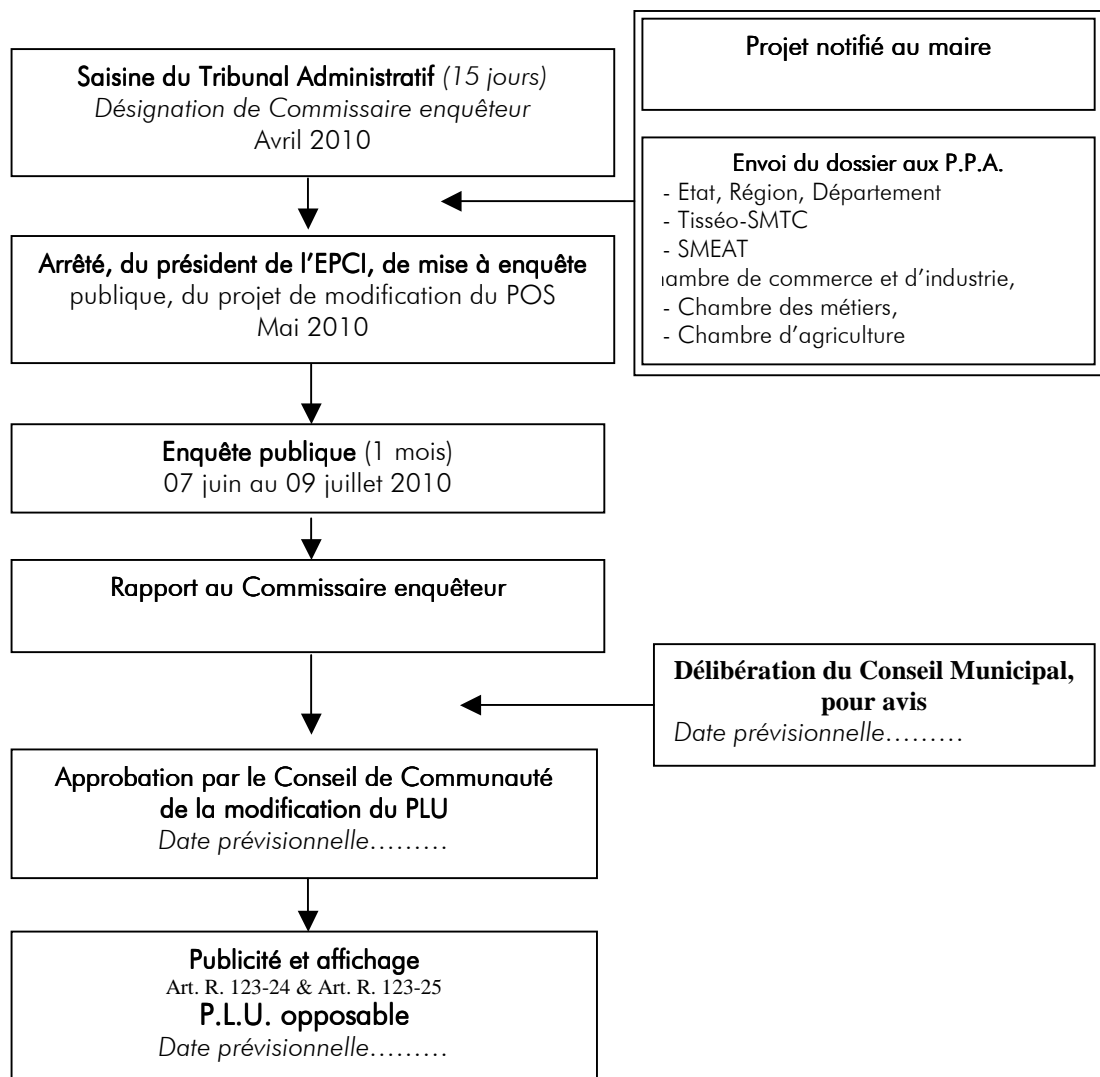 Saisine du Tribunal Administratif (15 jours)
Désignation de Commissaire enquêteur
Avril 2010
Projet notifié au maire
Envoi du dossier aux P.P.A.
- Etat, Région, Département
- Tisséo-SMTC
- SMEAT
hambre de commerce et d’industrie,
- Chambre des métiers,
- Chambre d’agriculture
Arrêté, du président de l’EPCI, de mise à enquête
publique, du projet de modification du POS
Mai 2010
Enquête publique (1 mois)
07 juin au 09 juillet 2010
Rapport au Commissaire enquêteur
Délibération du Conseil Municipal,
pour avis
Date prévisionnelle………
Approbation par le Conseil de Communauté
de la modification du PLU
Date prévisionnelle………
Publicité et affichage
Art. R. 123-24 & Art. R. 123-25
P.L.U. opposable
Date prévisionnelle………